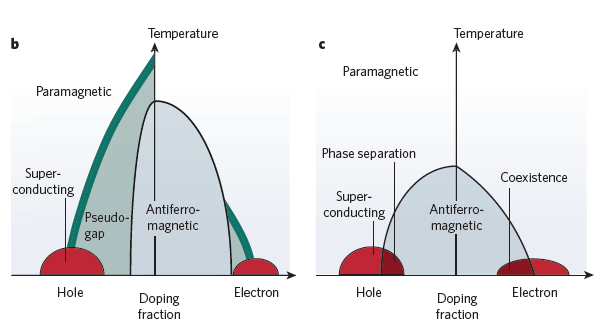 b
Temperature
Paramagnetic
Super-
conducting
Pseudo-
gap
Antiferro-
magnetic
Hole
Doping
fraction
Electron
c
Temperature
Paramagnetic
Phase separation
Coexistence
Super-
conducting
Antiferro-
magnetic
Hole
Doping
fraction
Electron